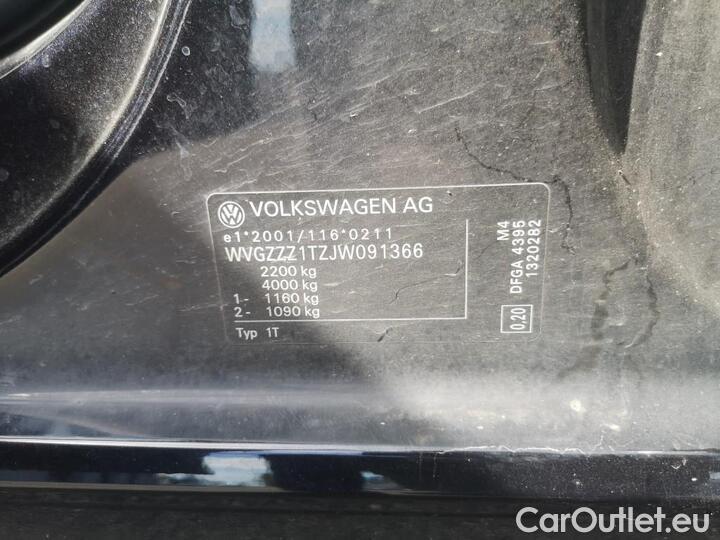 VOLKSWAGEN AG
e1*2001/116*0211
WVGZZZ1TZJW091366
2200 kg
4000 kg
1- 1160 kg
2- 1090 kg
Typ 1T
M4
DFGA 4395
1320282
0,20
CarOutlet.eu